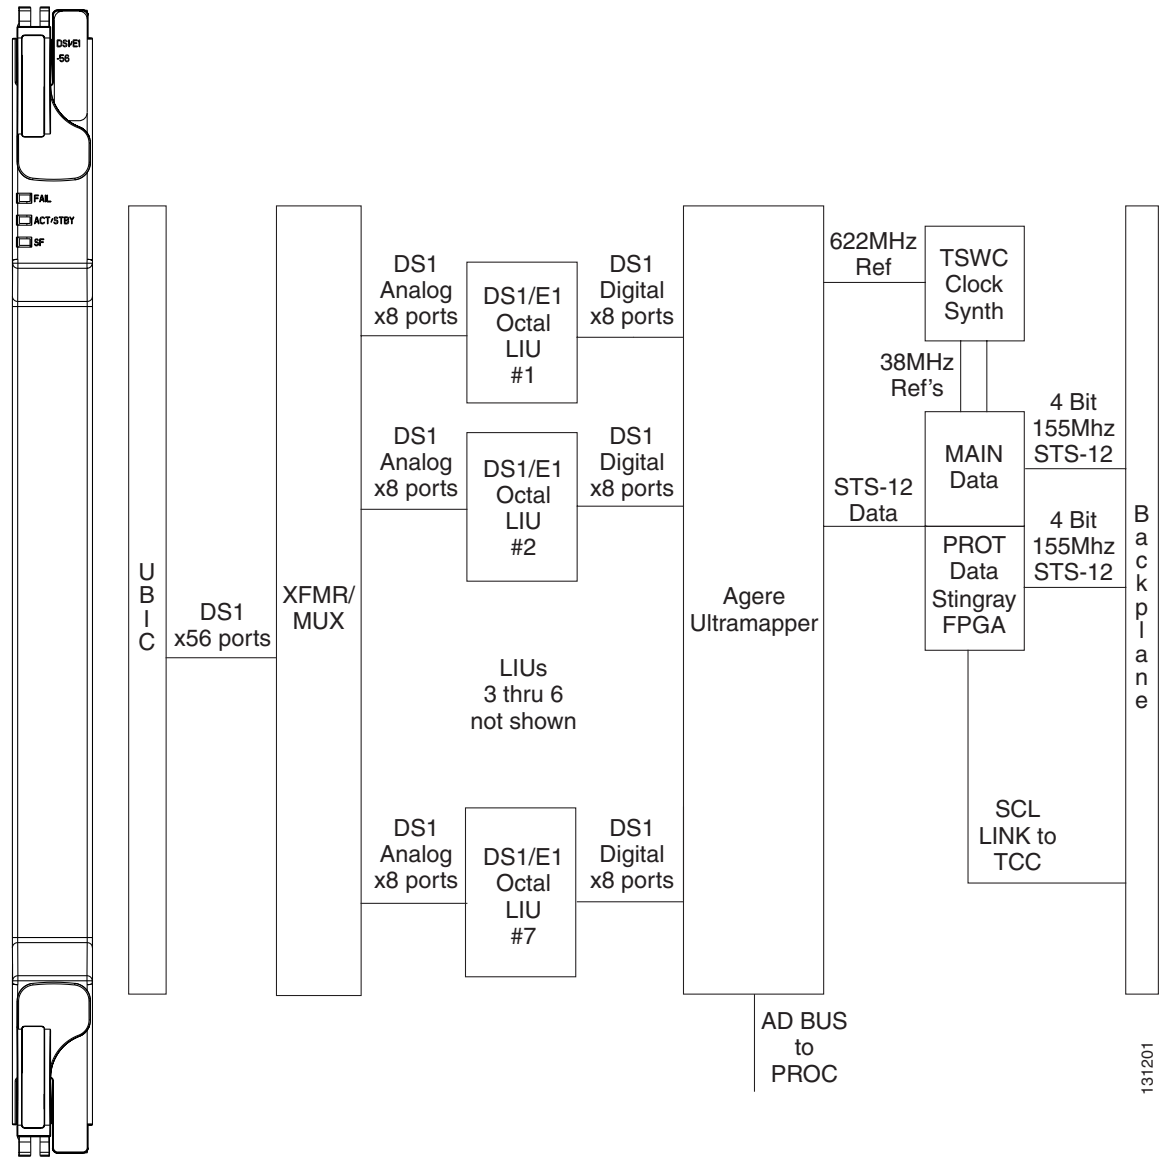 DS1/E1
-56
FAIL
ACT/STBY
SF
U
B
I
C
DS1
x56 ports
XFMR/
MUX
DS1
Analog
x8 ports
DS1/E1
Octal
LIU
#1
DS1
Digital
x8 ports
DS1
Analog
x8 ports
DS1/E1
Octal
LIU
#2
DS1
Digital
x8 ports
LIUs
3 thru 6
not shown
DS1
Analog
x8 ports
DS1/E1
Octal
LIU
#7
DS1
Digital
x8 ports
Agere
Ultramapper
AD BUS
to
PROC
622MHz
Ref
TSWC
Clock
Synth
38MHz
Ref's
STS-12
Data
MAIN
Data
PROT
Data
Stingray
FPGA
4 Bit
155Mhz
STS-12
4 Bit
155Mhz
STS-12
SCL
LINK to
TCC
B
a
c
k
p
l
a
n
e
131201